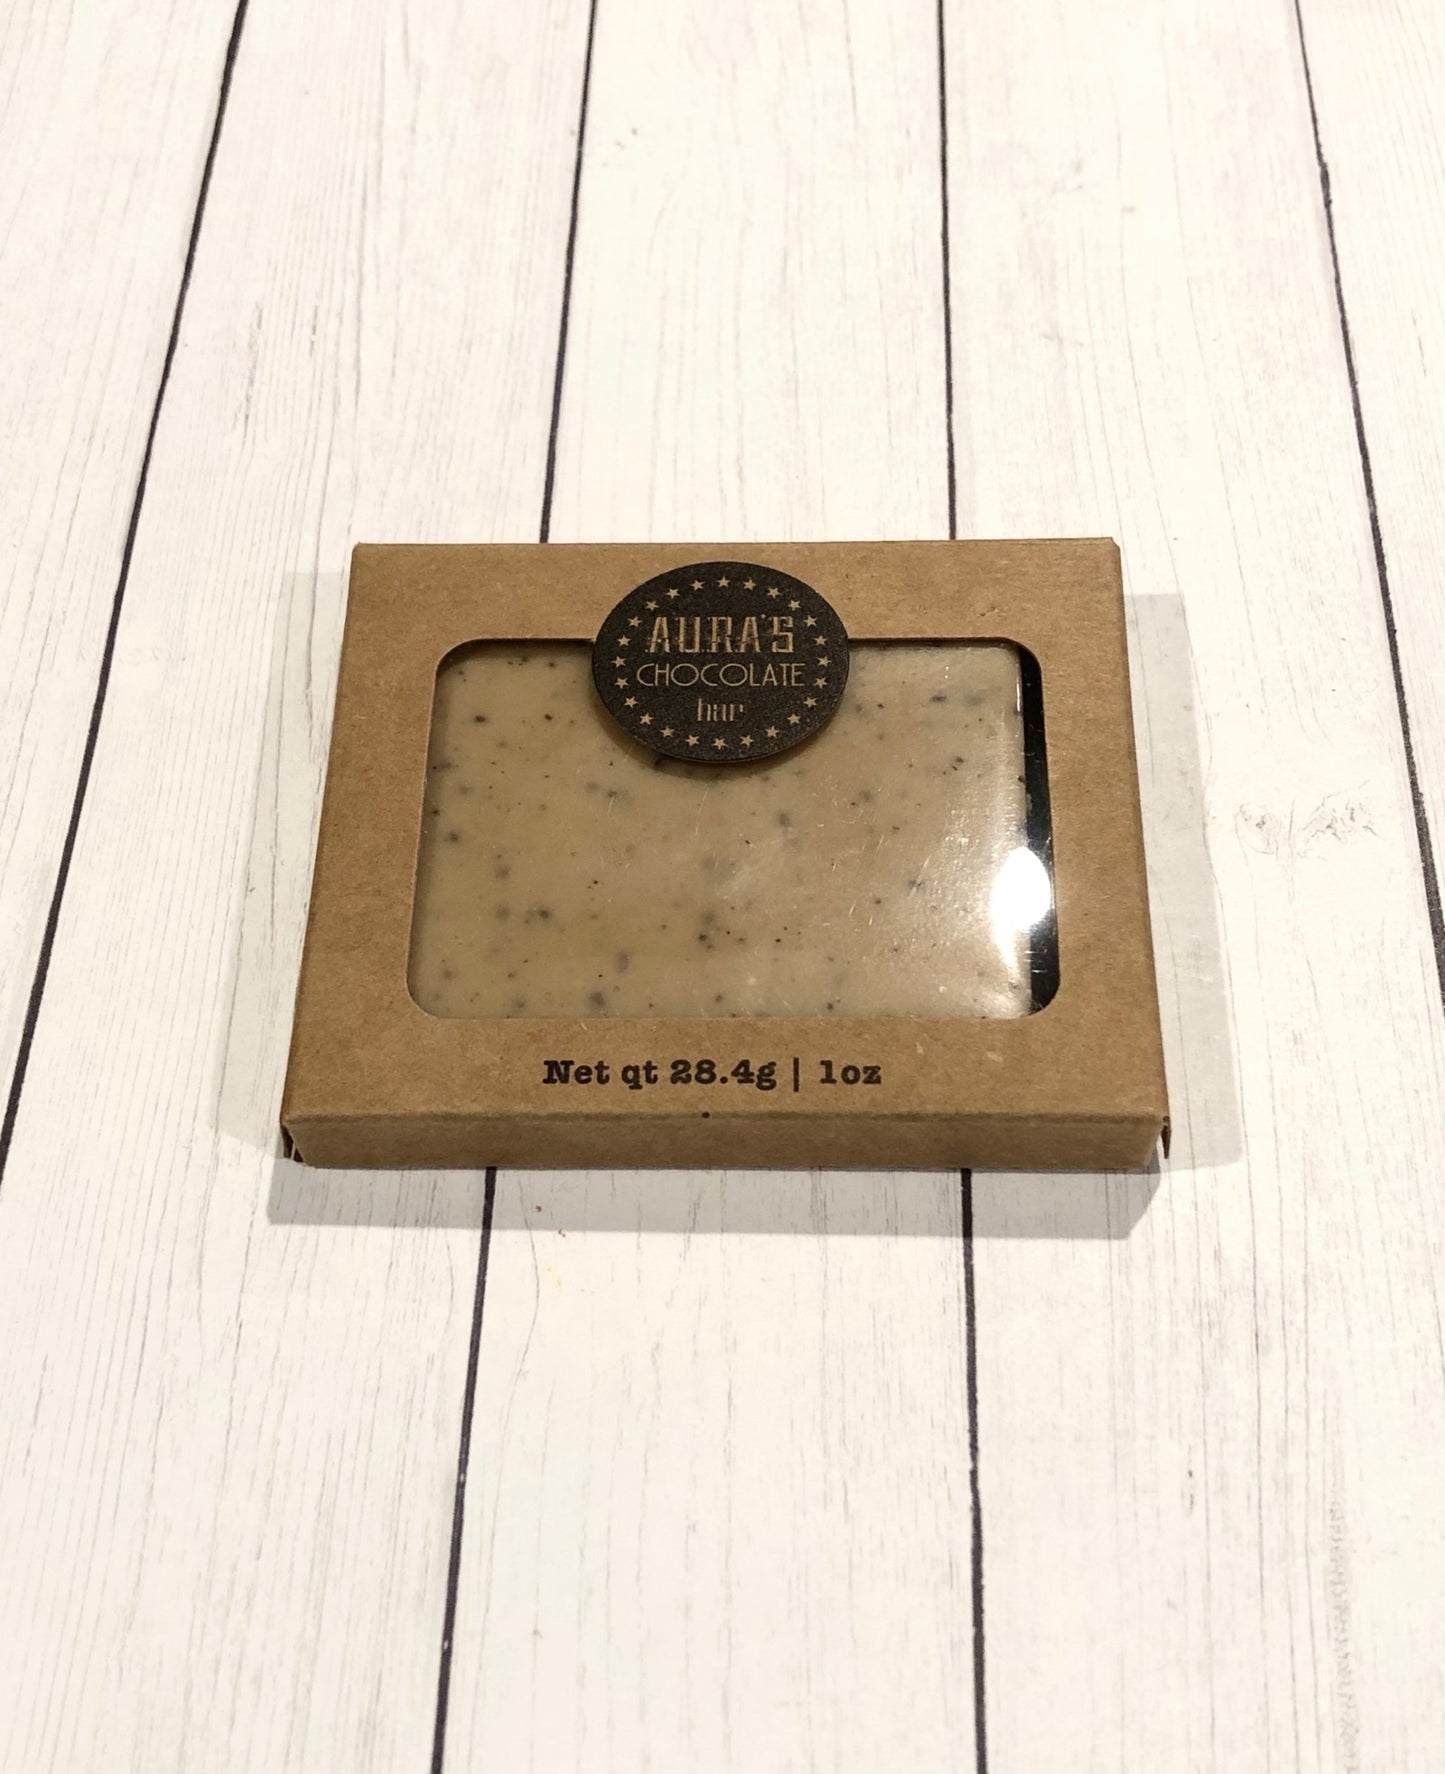 AURA'S
CHOCOLATE
bar
Net qt 28.4g | 1oz